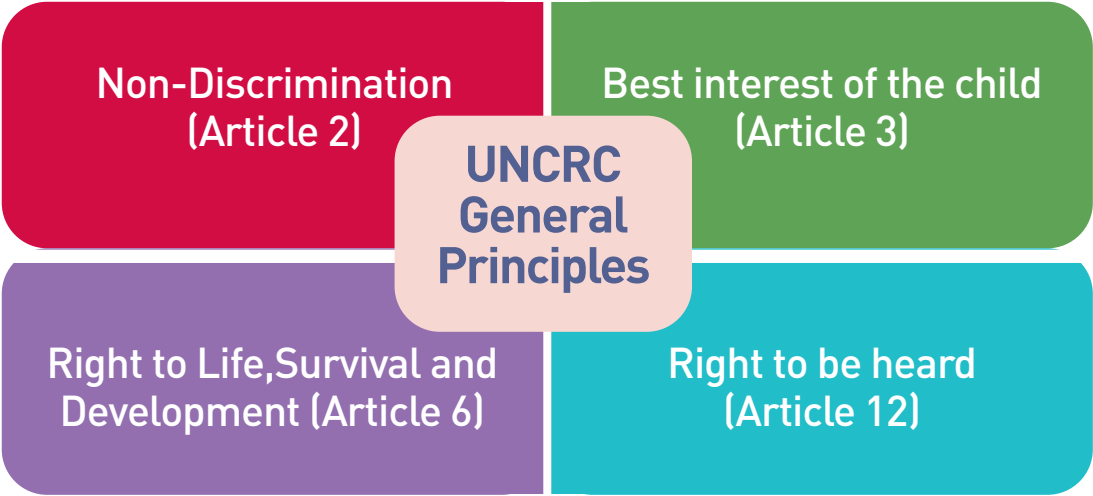 Non-Discrimination
(Article 2)
Best interest of the child
(Article 3)
UNCRC
General
Principles
Right to Life,Survival and
Development (Article 6)
Right to be heard
(Article 12)